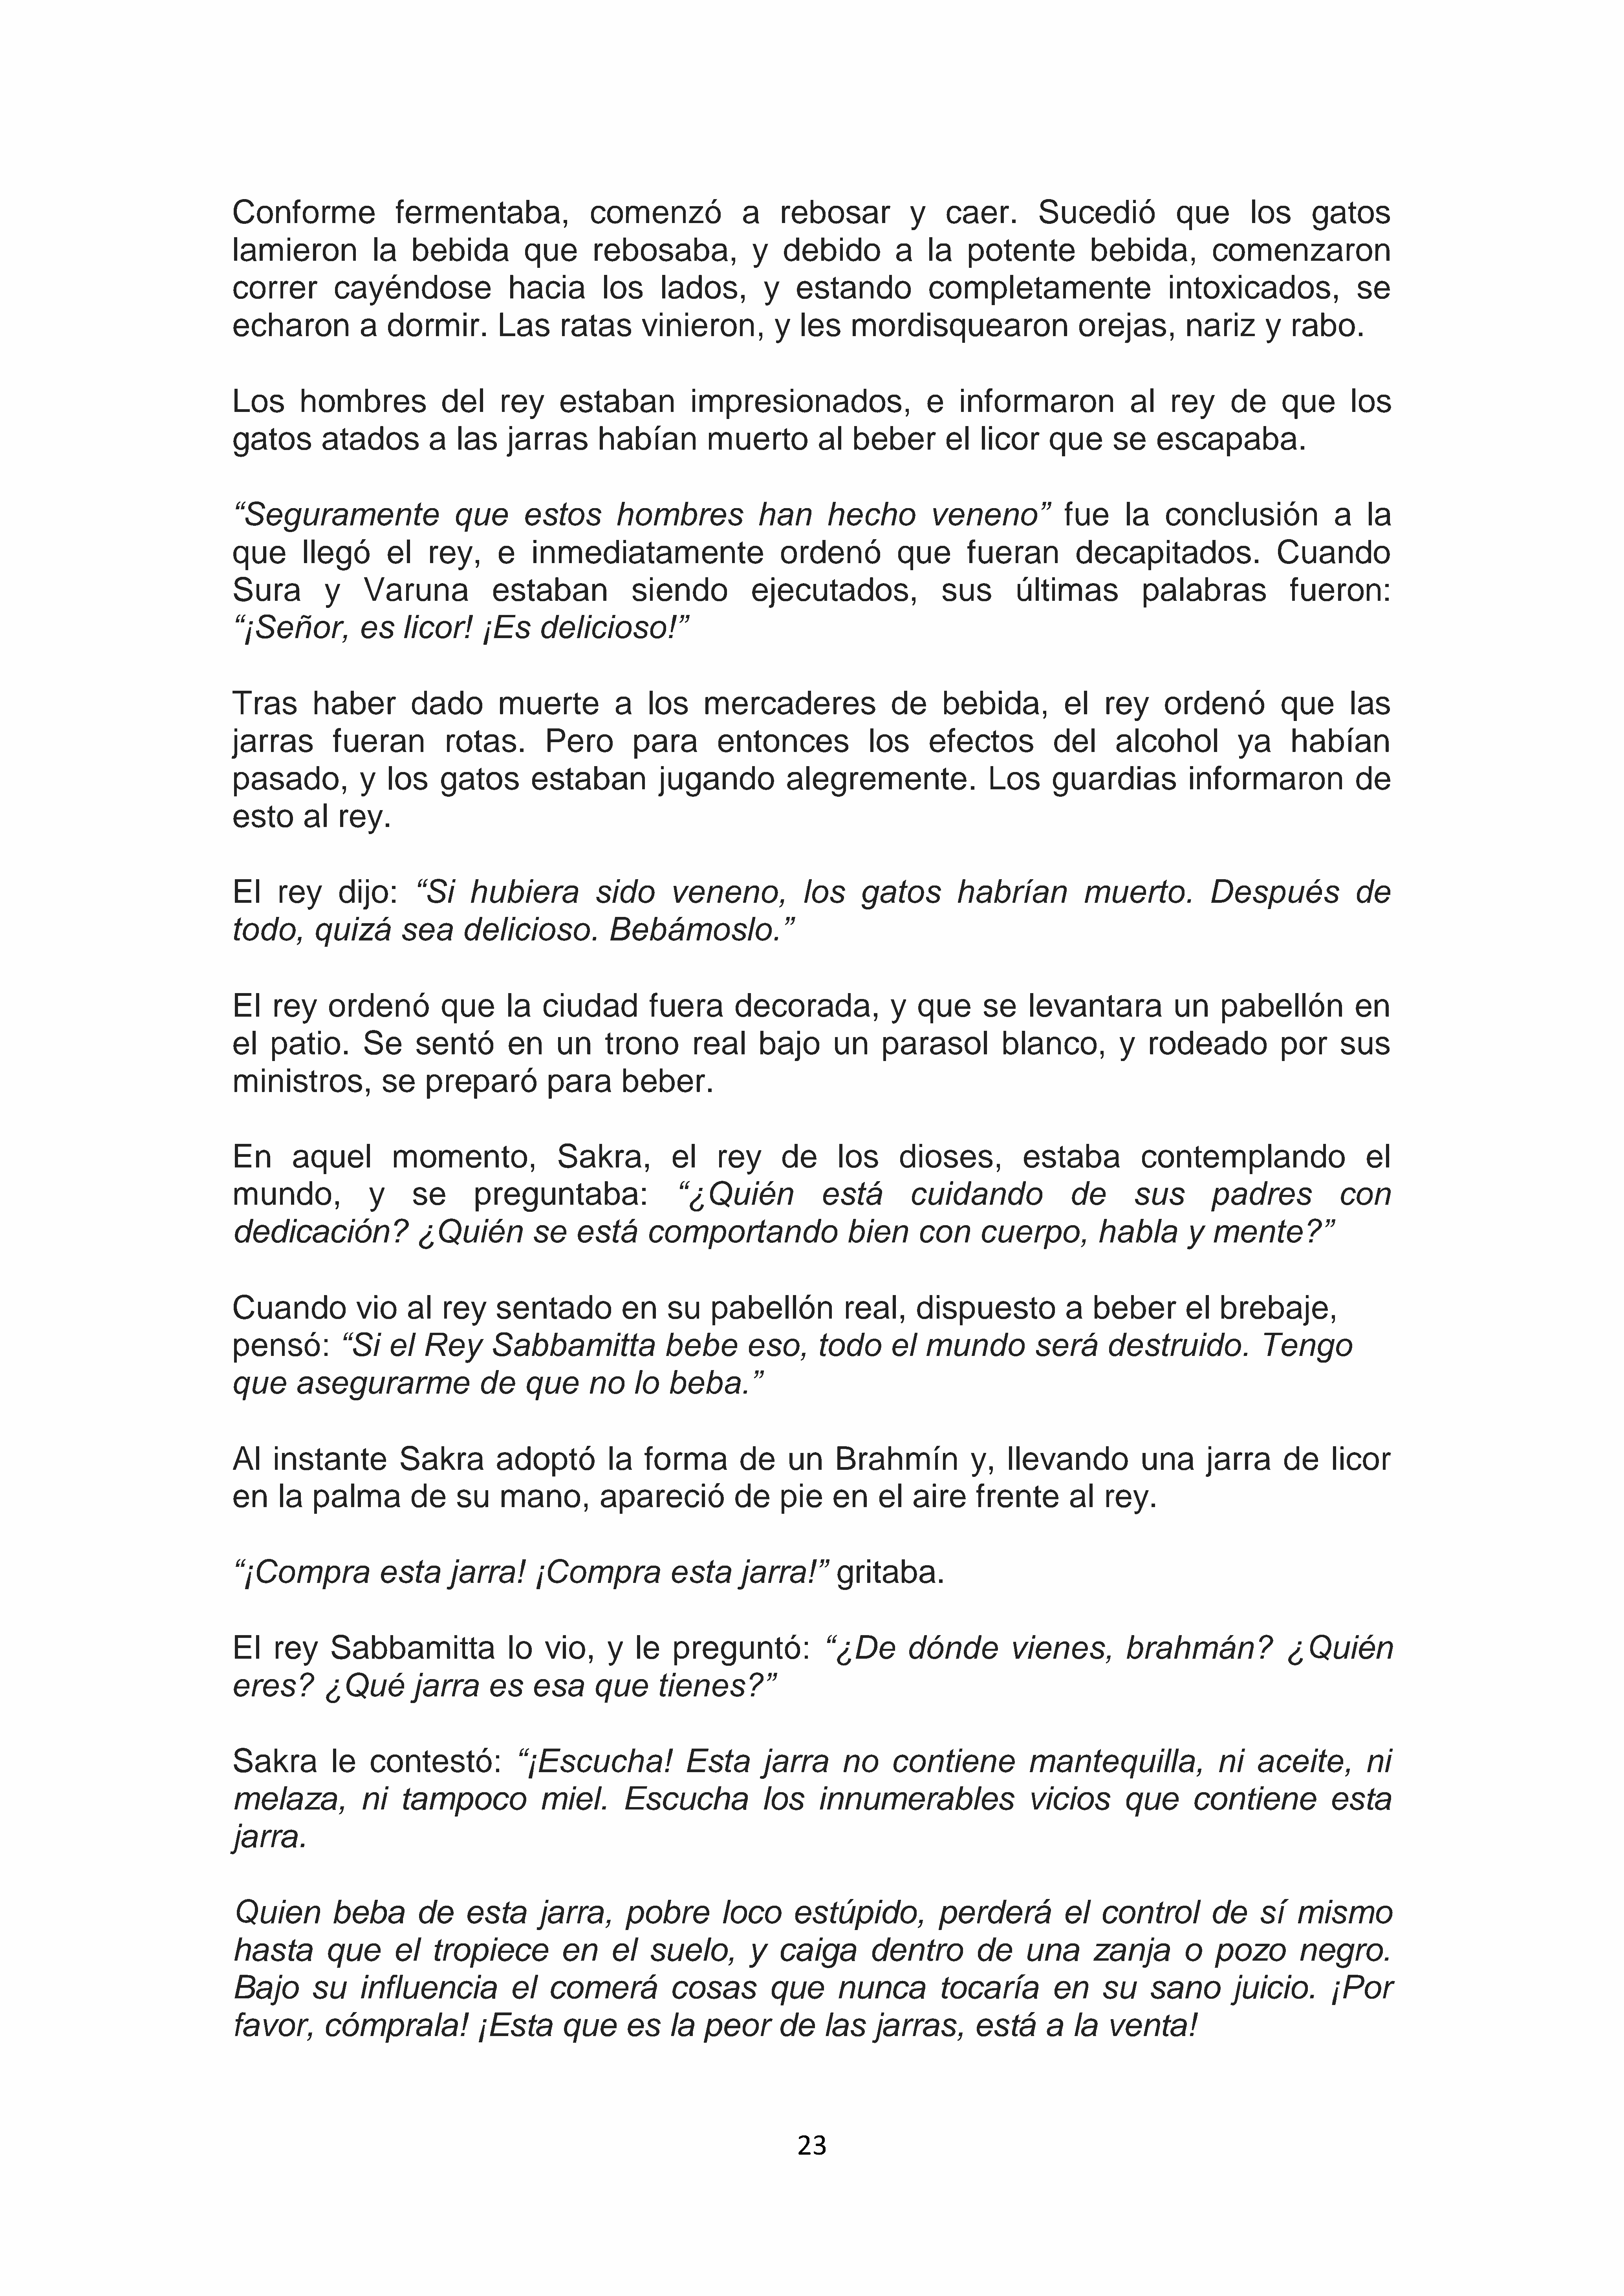 Conforme fermentaba, comenzó a rebosar y caer. Sucedió que los gatos
lamieron la bebida que rebosaba, y debido a la potente bebida, comenzaron
correr cayéndose hacia los lados, y estando completamente intoxicados, se
echaron a dormir. Las ratas vinieron, y les mordisquearon orejas, nariz y rabo.
Los hombres del rey estaban impresionados, e informaron al rey de que los
gatos atados a las jarras habían muerto al beber el licor que se escapaba.
“Seguramente que estos hombres han hecho veneno” fue la conclusión a la
que llegó el rey, e inmediatamente ordenó que fueran decapitados. Cuando
Sura y Varuna estaban siendo ejecutados, sus últimas palabras fueron:
“¡Señor, es licor! ¡Es delicioso!”
Tras haber dado muerte a los mercaderes de bebida, el rey ordenó que las
jarras fueran rotas. Pero para entonces los efectos del alcohol ya habían
pasado, y los gatos estaban jugando alegremente. Los guardias informaron de
esto al rey.
El rey dijo: “Si hubiera sido veneno, los gatos habrían muerto. Después de
todo, quizá sea delicioso. Bebámoslo.”
El rey ordenó que la ciudad fuera decorada, y que se levantara un pabellón en
el patio. Se sentó en un trono real bajo un parasol blanco, y rodeado por sus
ministros, se preparó para beber.
En aquel momento, Sakra, el rey de los dioses, estaba contemplando el
mundo, y se preguntaba: “¿Quién está cuidando de sus padres con
dedicación? ¿Quién se está comportando bien con cuerpo, habla y mente?”
Cuando vio al rey sentado en su pabellón real, dispuesto a beber el brebaje,
pensó: “Si el Rey Sabbamitta bebe eso, todo el mundo será destruido. Tengo
que asegurarme de que no lo beba.”
Al instante Sakra adoptó la forma de un Brahmín y, llevando una jarra de licor
en la palma de su mano, apareció de pie en el aire frente al rey.
“¡Compra esta jarra! ¡Compra esta jarra!” gritaba.
El rey Sabbamitta lo vio, y le preguntó: “¿De dónde vienes, brahmán? ¿Quién
eres? ¿Qué jarra es esa que tienes?”
Sakra le contestó: “¡Escucha! Esta jarra no contiene mantequilla, ni aceite, ni
melaza, ni tampoco miel. Escucha los innumerables vicios que contiene esta
jarra.
Quien beba de esta jarra, pobre loco estúpido, perderá el control de sí mismo
hasta que el tropiece en el suelo, y caiga dentro de una zanja o pozo negro.
Bajo su influencia el comerá cosas que nunca tocaría en su sano juicio. ¡Por
favor, cómprala! ¡Esta que es la peor de las jarras, está a la venta!
23